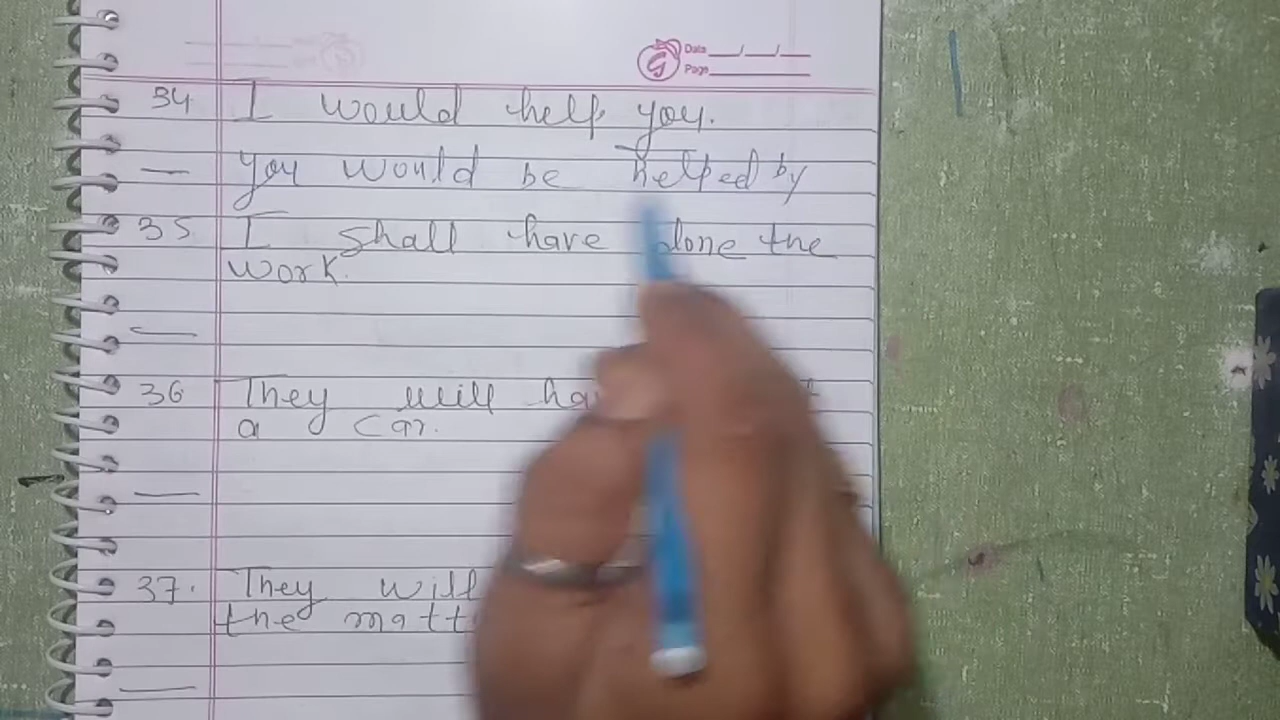 Date
Page
34 I would help you.
— you would be helped by
35 I shall have done the
work.
—
36 They will
a car.
—
37. They will
the
—